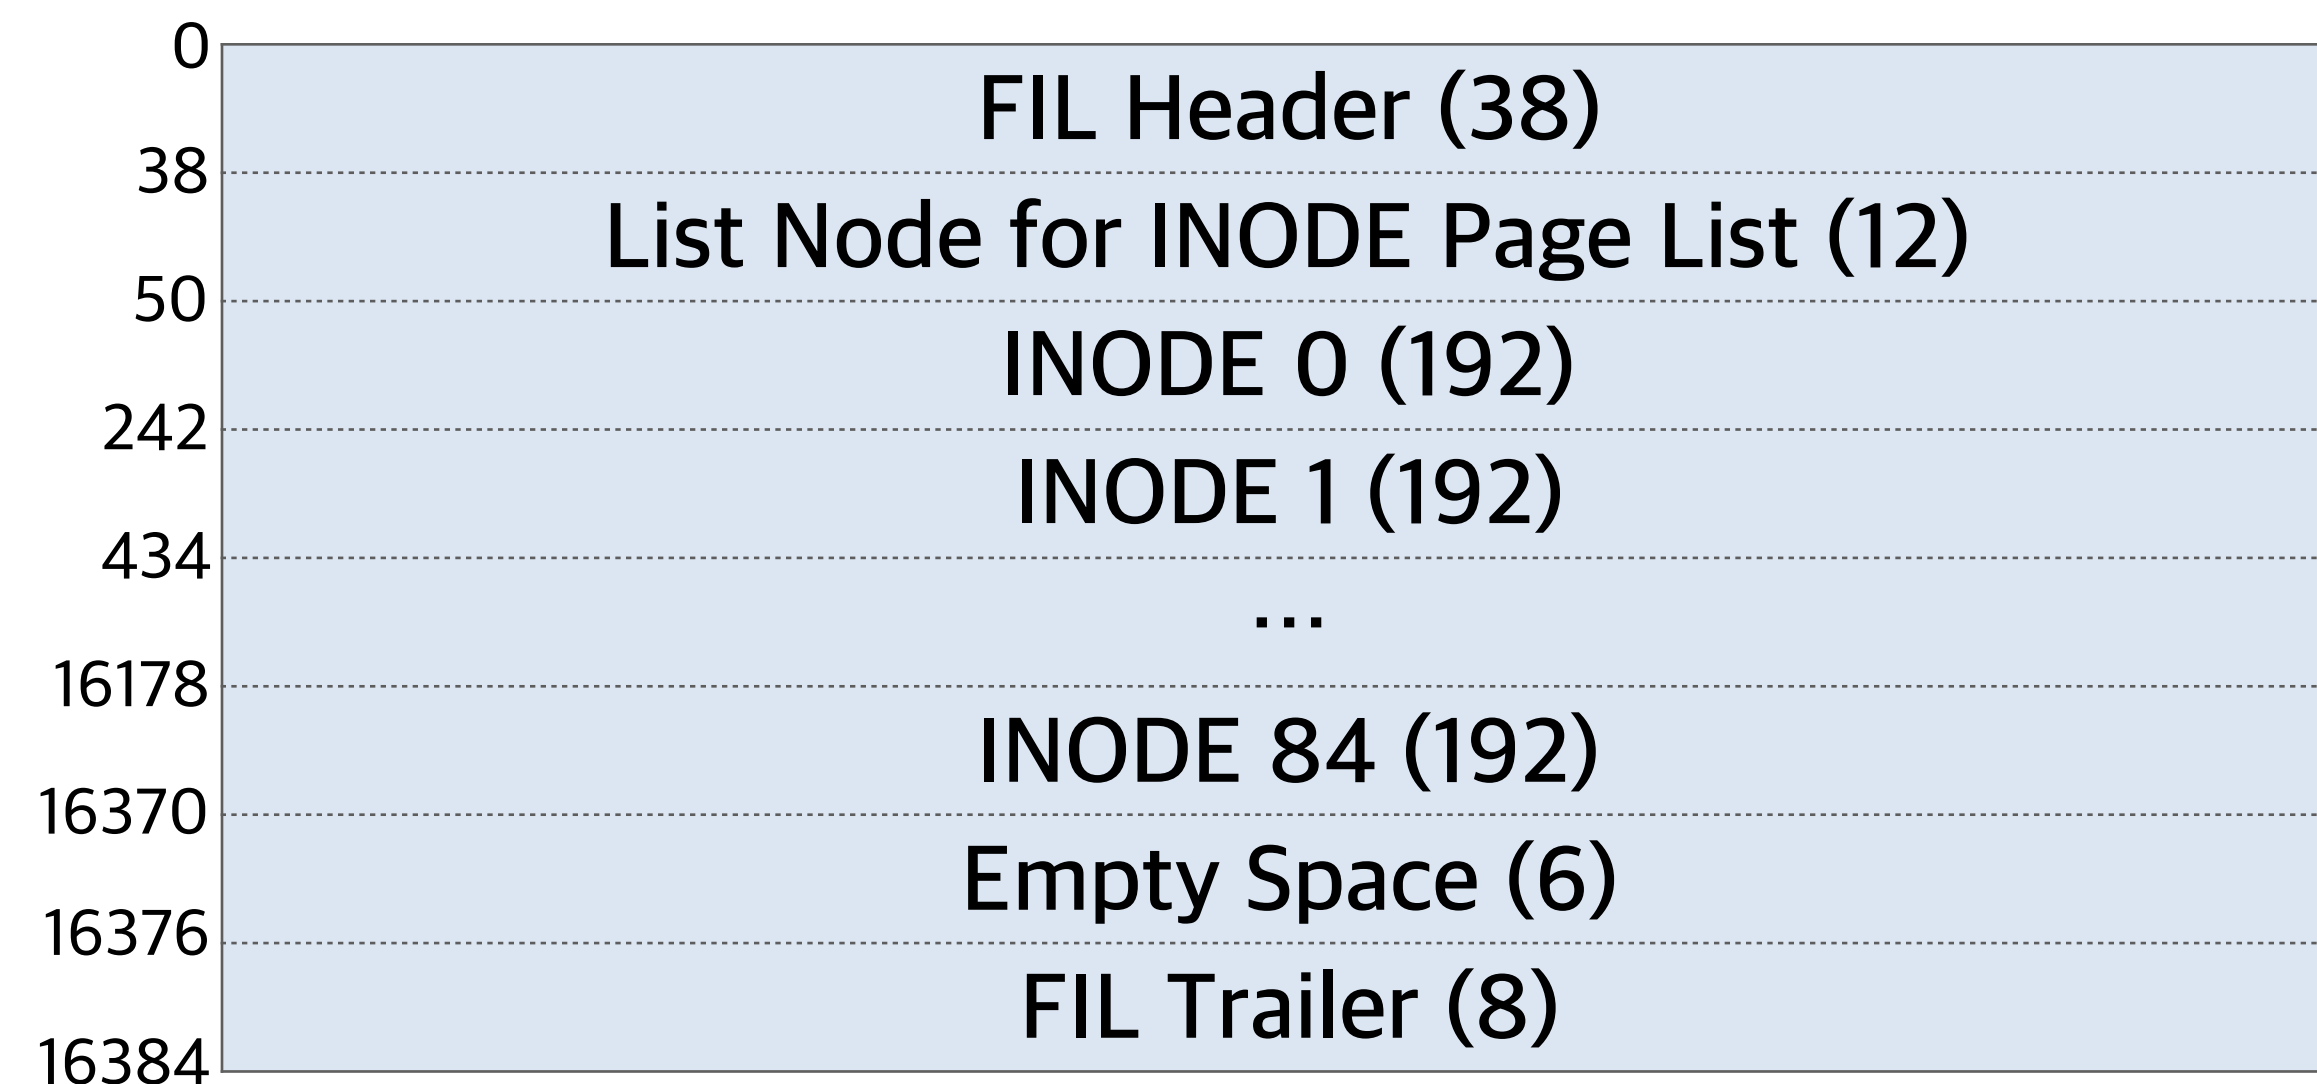 0
FIL Header (38)
38
List Node for INODE Page List (12)
50
INODE 0 (192)
242
INODE 1 (192)
434
...
16178
INODE 84 (192)
16370
Empty Space (6)
16376
FIL Trailer (8)
16384